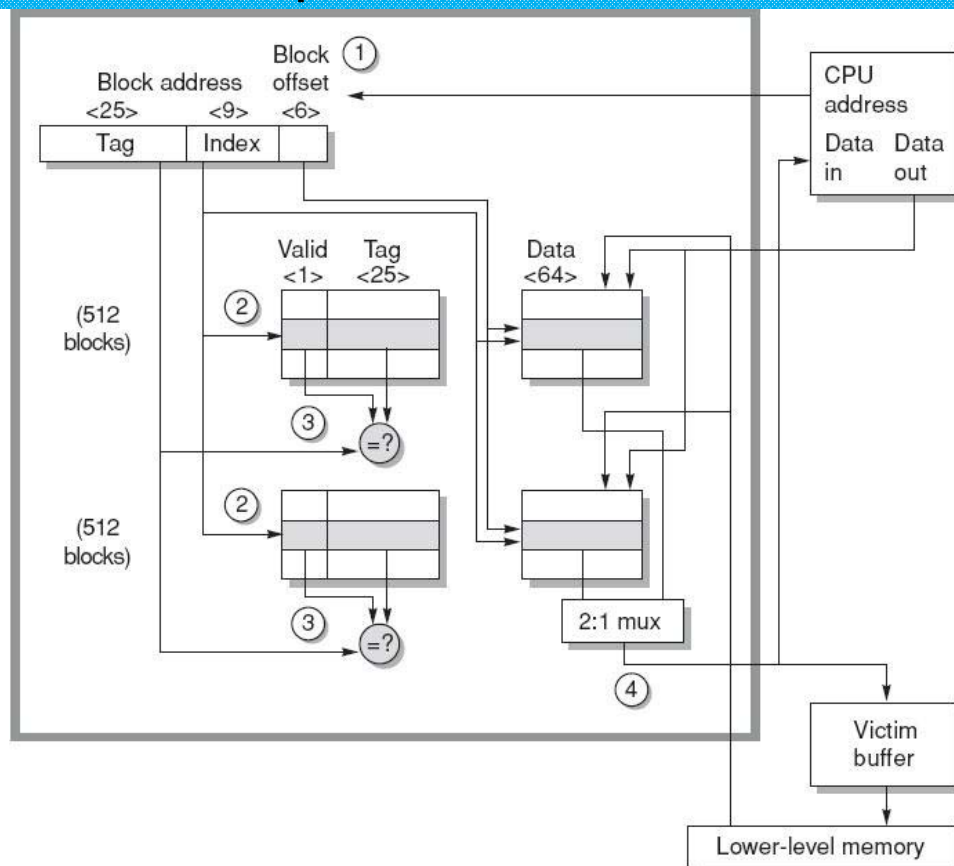 Block
offset
1
Block address
<25>
<9>
<6>
Tag
Index
CPU
address
Data
in
Data
out
Valid
<1>
Tag
<25>
Data
<64>
(512
blocks)
2
3
=?
(512
blocks)
2
3
=?
2:1 mux
4
Victim
buffer
Lower-level memory